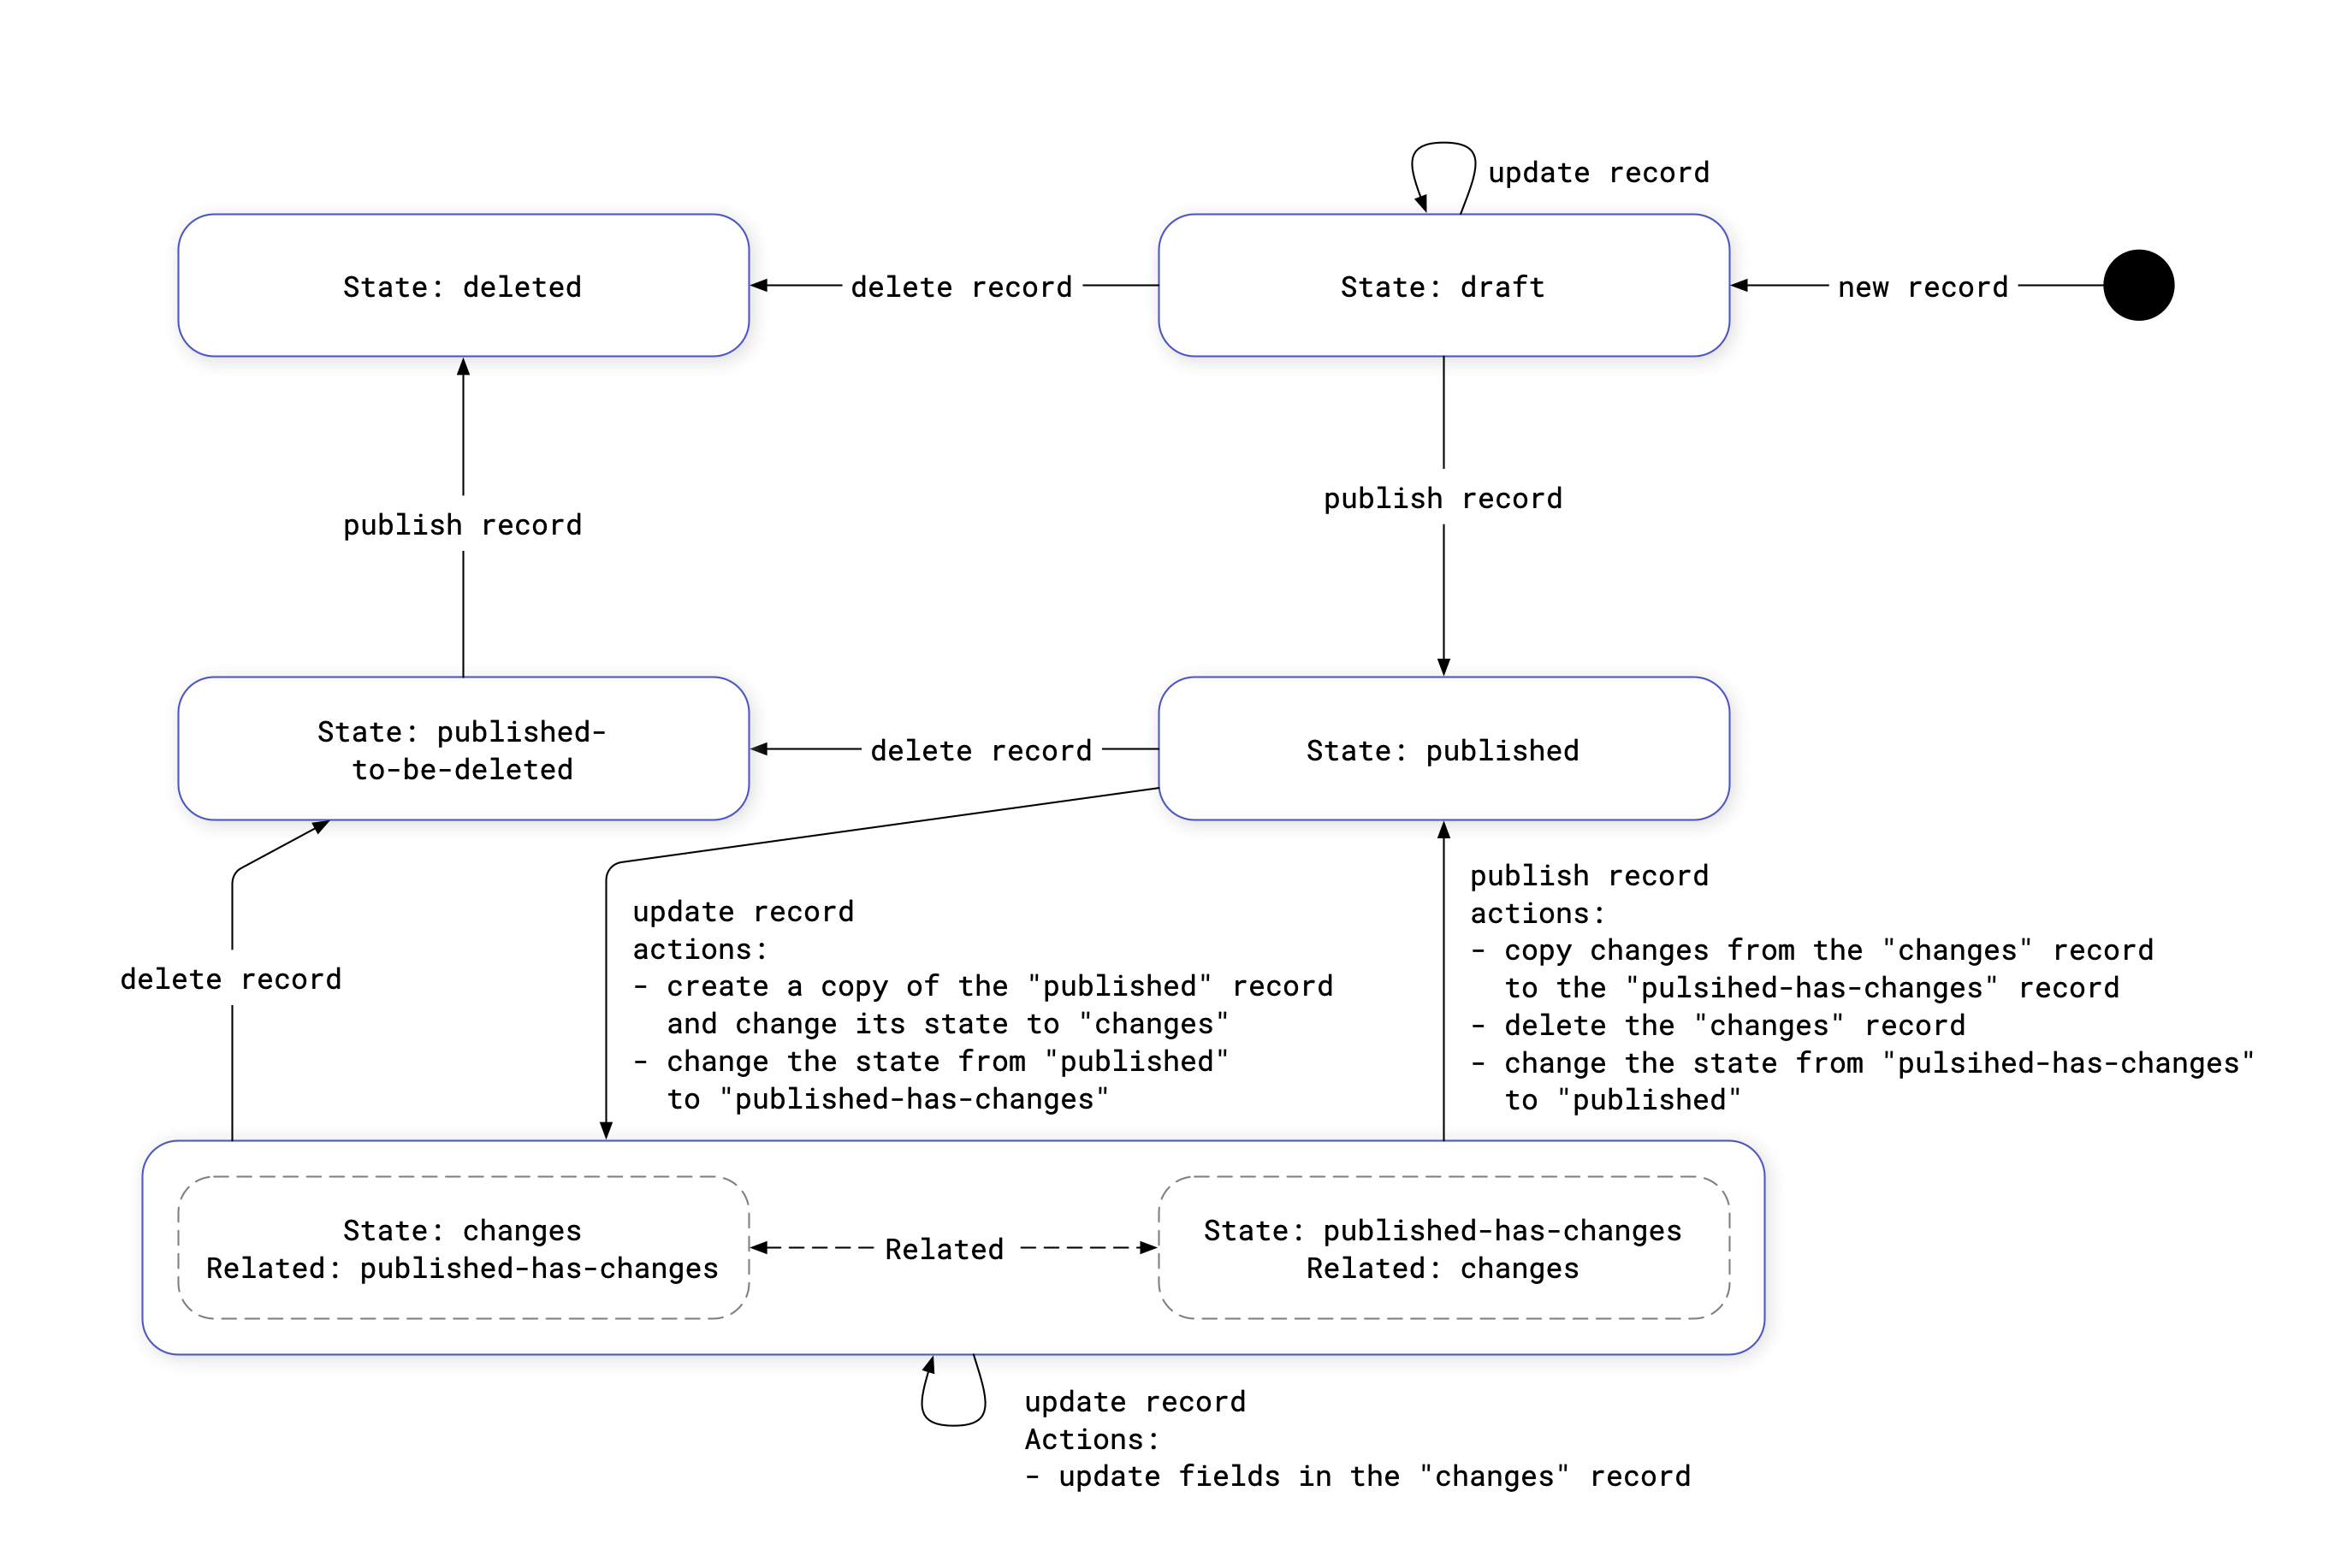 update record
State: deleted
delete record
State: draft
new record
publish record
publish record
State: published-
to-be-deleted
delete record
State: published
delete record
update record
actions:
- create a copy of the "published" record
and change its state to "changes"
- change the state from "published"
to "published-has-changes"
publish record
actions:
- copy changes from the "changes" record
to the "pulsihed-has-changes" record
- delete the "changes" record
- change the state from "pulsihed-has-changes"
to "published"
State: changes
Related: published-has-changes
Related
State: published-has-changes
Related: changes
update record
Actions:
- update fields in the "changes" record